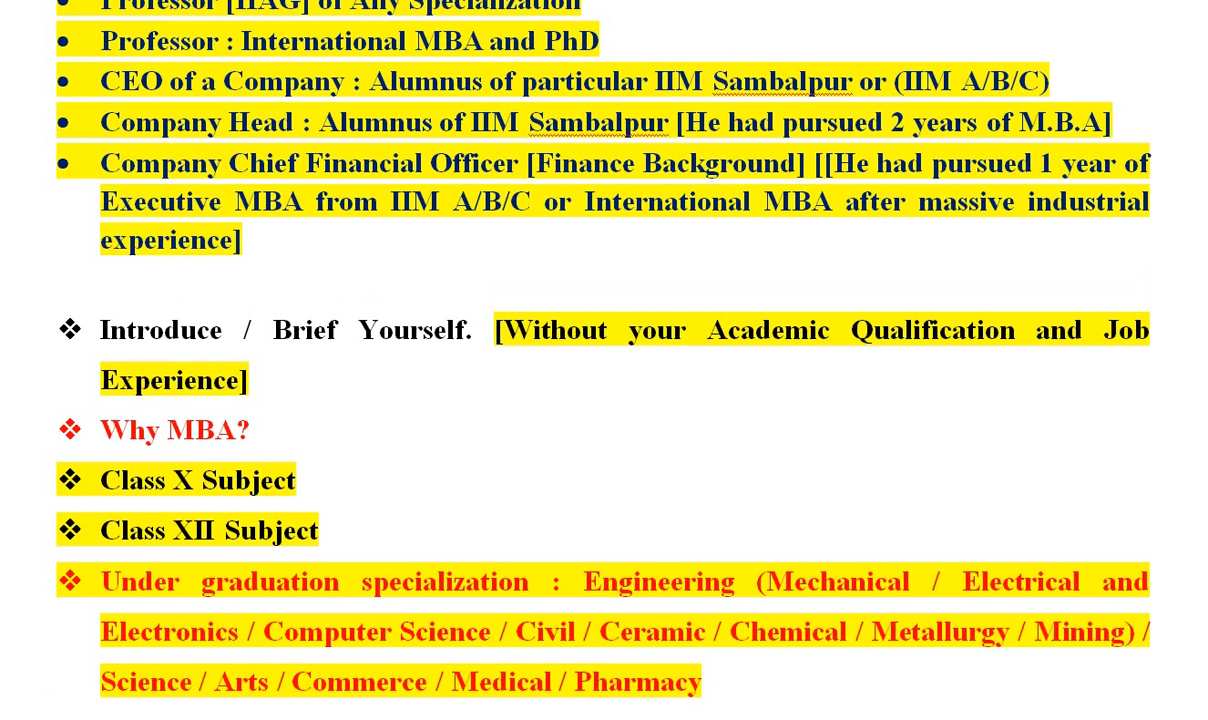 • Professor [IIAG] of Any Specialization
• Professor : International MBA and PhD
• CEO of a Company : Alumnus of particular IIM Sambalpur or (IIM A/B/C)
• Company Head : Alumnus of IIM Sambalpur [He had pursued 2 years of M.B.A]
• Company Chief Financial Officer [Finance Background] [[He had pursued 1 year of
Executive MBA from IIM A/B/C or International MBA after massive industrial
experience]
❖ Introduce / Brief Yourself. [Without your Academic Qualification and Job
Experience]
❖ Why MBA?
❖ Class X Subject
❖ Class XII Subject
❖ Under graduation specialization : Engineering (Mechanical / Electrical and
Electronics / Computer Science / Civil / Ceramic / Chemical / Metallurgy / Mining) /
Science / Arts / Commerce / Medical / Pharmacy